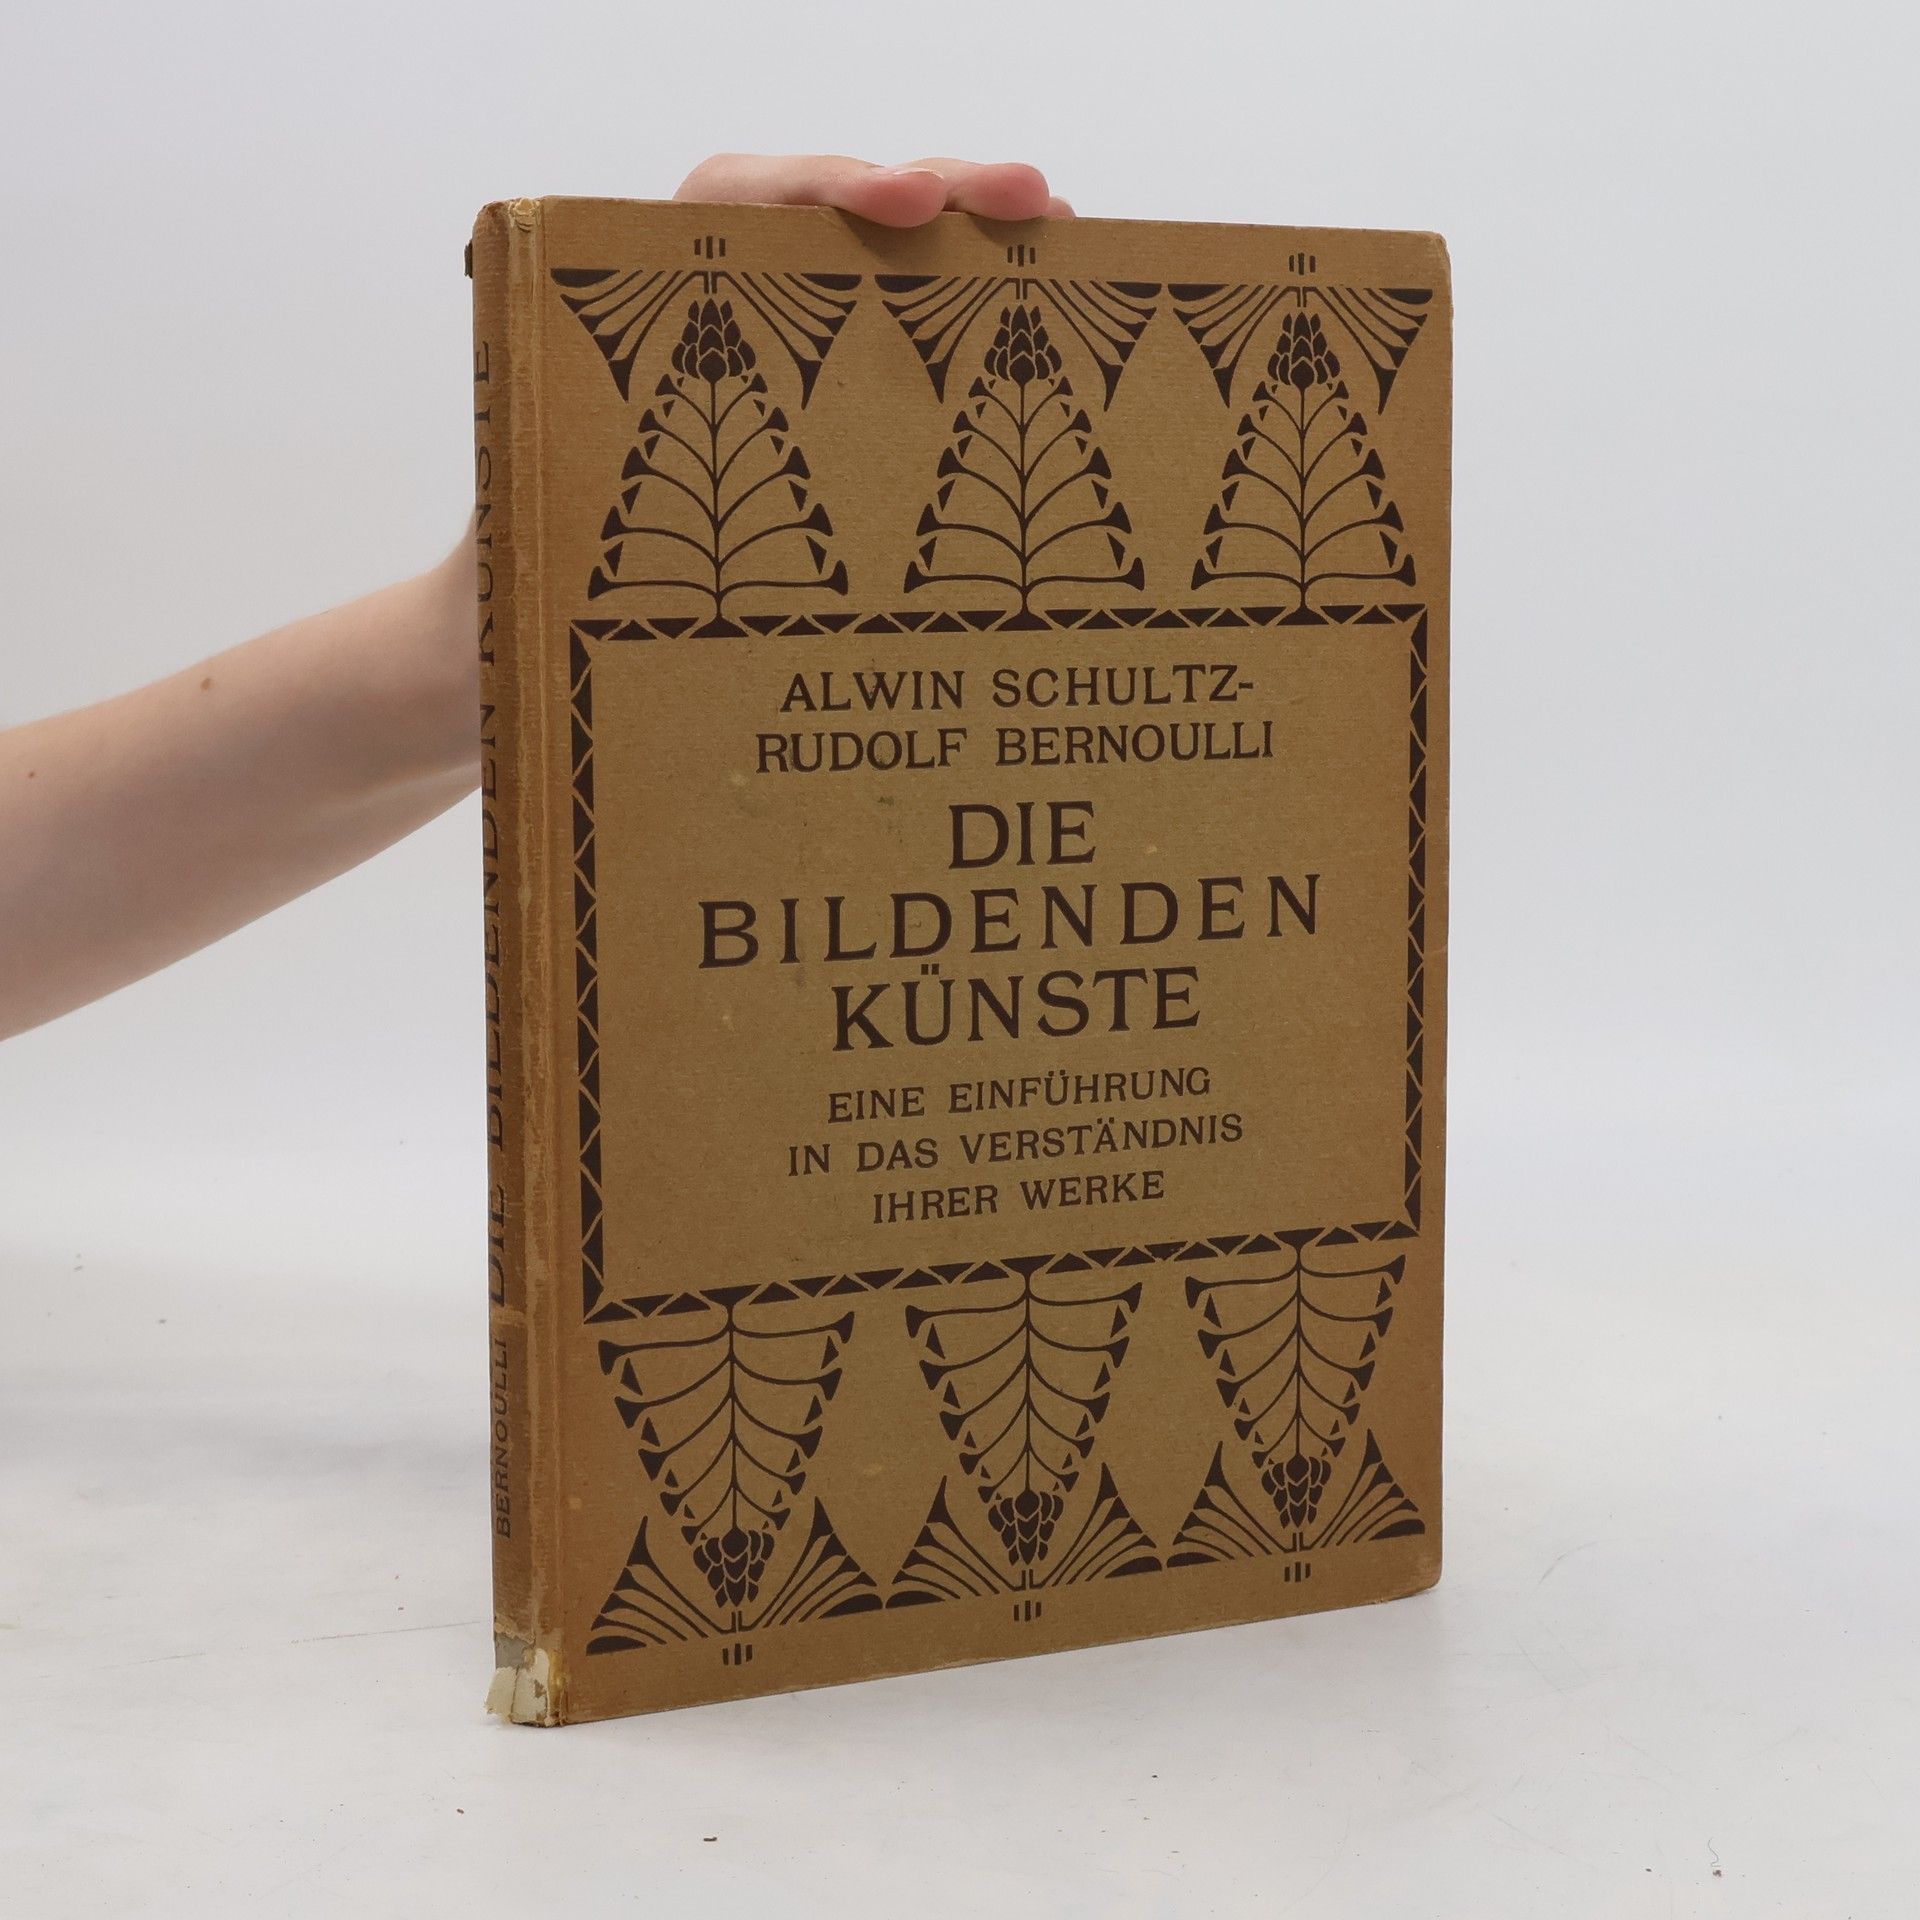 ALWIN SCHULTZ-
RUDOLF BERNOULLI
DIE
BILDENDEN
KÜNSTE
EINE EINFÜHRUNG
IN DAS VERSTÄNDNIS
IHRER WERKE
BERNOULLI DIE BILDENDEN KÜNSTE